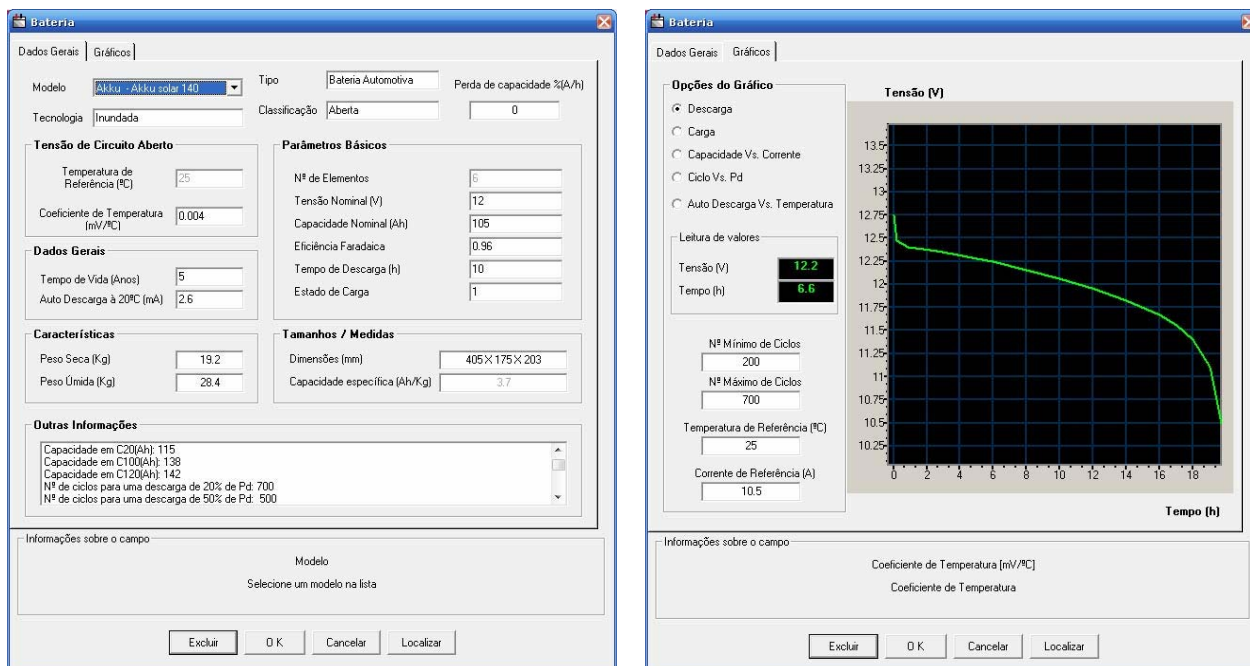 Bateria
Dados Gerais Gráficos
Modelo Akku - Akku solar 140 Tipo Bateria Automotiva Perda de capacidade %(A/h)
Tecnologia Inundada Classificação Aberta 0
Tensão de Circuito Aberto
Temperatura de Referência (ºC) 25
Coeficiente de Temperatura (mV/ºC) 0.004
Parâmetros Básicos
Nº de Elementos 6
Tensão Nominal (V) 12
Capacidade Nominal (Ah) 105
Eficiência Faradaica 0.96
Tempo de Descarga (h) 10
Estado de Carga 1
Dados Gerais
Tempo de Vida (Anos) 5
Auto Descarga à 20ºC (mA) 2.6
Características
Peso Seca (Kg) 19.2
Peso Úmida (Kg) 28.4
Tamanhos / Medidas
Dimensões (mm) 405 X 175 X 203
Capacidade específica (Ah/Kg) 3.7
Outras Informações
Capacidade em C20(Ah): 115
Capacidade em C100(Ah): 138
Capacidade em C120(Ah): 142
Nº de ciclos para uma descarga de 20% de Pd: 700
Nº de ciclos para uma descarga de 50% de Pd: 500
Informações sobre o campo
Modelo
Selecione um modelo na lista
Excluir O K Cancelar Localizar
Bateria
Dados Gerais Gráficos
Opções do Gráfico
Descarga
Carga
Capacidade Vs. Corrente
Ciclo Vs. Pd
Auto Descarga Vs. Temperatura
Leitura de valores
Tensão (V) 12.2
Tempo (h) 6.6
Nº Mínimo de Ciclos
200
Nº Máximo de Ciclos
700
Temperatura de Referência (ºC)
25
Corrente de Referência (A)
10.5
Tensão (V)
13.5
13.25
13
12.75
12.5
12.25
12
11.75
11.5
11.25
11
10.75
10.5
10.25
0 2 4 6 8 10 12 14 16 18
Tempo (h)
Informações sobre o campo
Coeficiente de Temperatura [mV/ºC]
Coeficiente de Temperatura
Excluir O K Cancelar Localizar